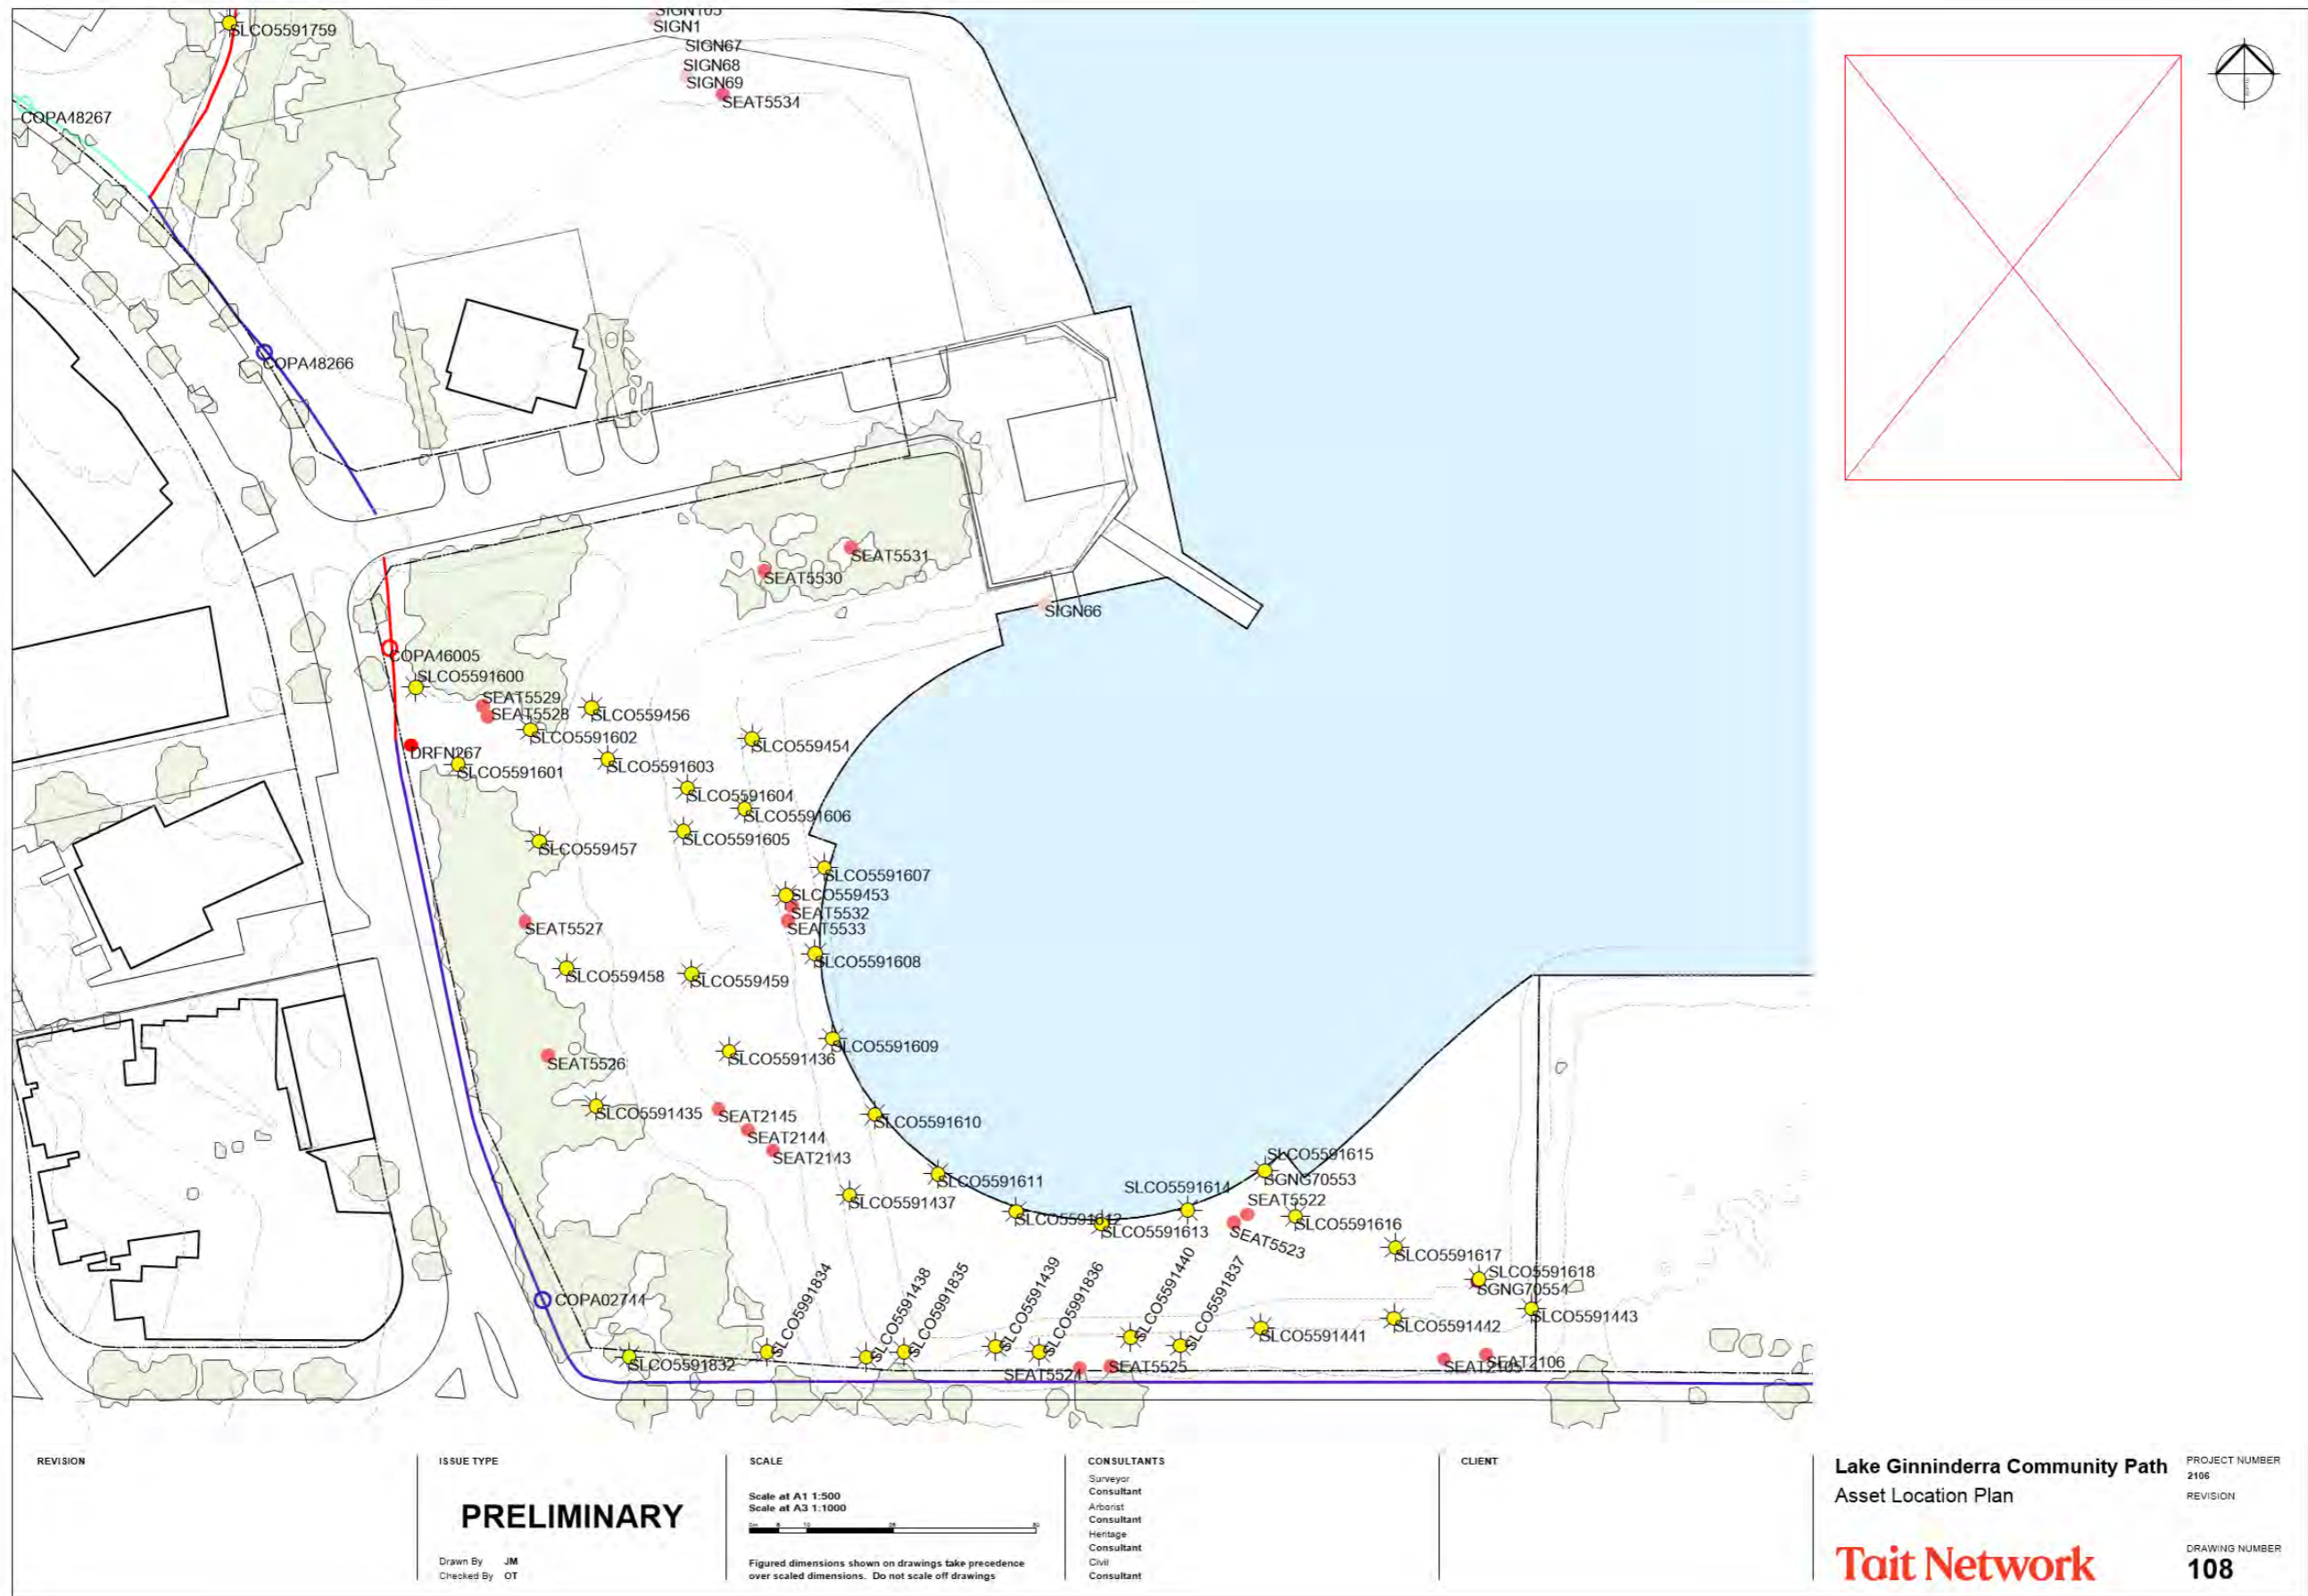 SIGN105
SIGN1
SLCO5591759
SIGN67
SIGN68
SIGN69
SEAT5534
COPA48267
COPA48266
SEAT5531
SEAT5530
SIGN66
COPA46005
SLCO5591600
SEAT5529
SEAT5528
SLCO559456
SLCO5591602
SLCO559454
DRFN267
SLCO5591601
SLCO5591603
SLCO5591604
SLCO5591606
SLCO5591605
SLCO559457
SLCO5591607
SLCO559453
SEAT5532
SEAT5533
SEAT5527
SLCO5591608
SLCO559458
SLCO559459
SLCO5591609
SLCO5591436
SEAT5526
SLCO5591435
SEAT2145
SLCO5591610
SEAT2144
SEAT2143
SLCO5591615
SGNG70553
SLCO5591611
SLCO5591614
SLCO5591437
SEAT5522
SLCO5591612
SLCO5591613
SLCO5591616
SEAT5523
SLCO5591617
SLCO5591618
SGNG70554
COPA02744
SLCO5991834
SLCO5591438
SLCO5991835
SLCO5591439
SLCO5991836
SLCO5591440
SLCO5591837
SLCO5591441
SLCO5591442
SLCO5591443
SLCO5591832
SEAT5524
SEAT5525
SEAT2105
SEAT2106
REVISION
ISSUE TYPE
PRELIMINARY
Drawn By JM
Checked By OT
SCALE
Scale at A1 1:500
Scale at A3 1:1000
Figured dimensions shown on drawings take precedence
over scaled dimensions. Do not scale off drawings
CONSULTANTS
Surveyor
Consultant
Arborist
Consultant
Heritage
Consultant
Civil
Consultant
CLIENT
Lake Ginninderra Community Path
Asset Location Plan
Tait Network
PROJECT NUMBER
2106
REVISION
DRAWING NUMBER
108